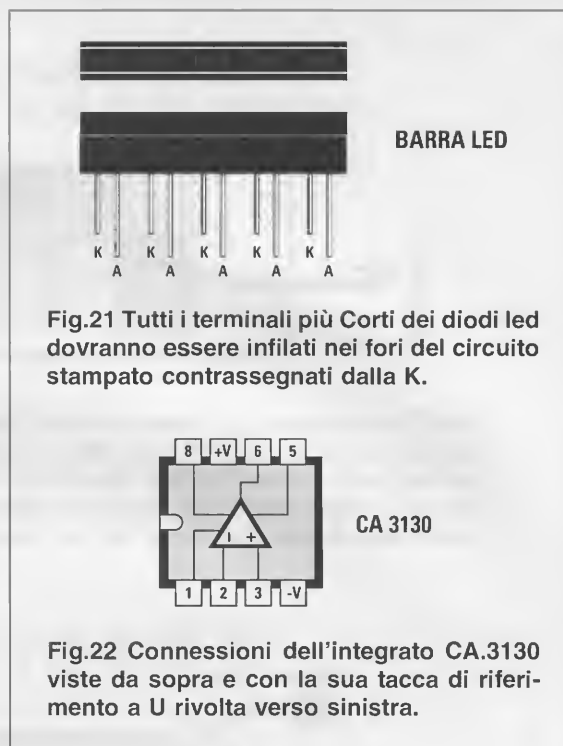 BARRA LED
K K K K K
A A A A A
Fig.21 Tutti i terminali più Corti dei diodi led
dovranno essere infilati nei fori del circuito
stampato contrassegnati dalla K.
8 +V 6 5
CA 3130
1 2 3 -V
Fig.22 Connessioni dell'integrato CA.3130
viste da sopra e con la sua tacca di riferi-
mento a U rivolta verso sinistra.